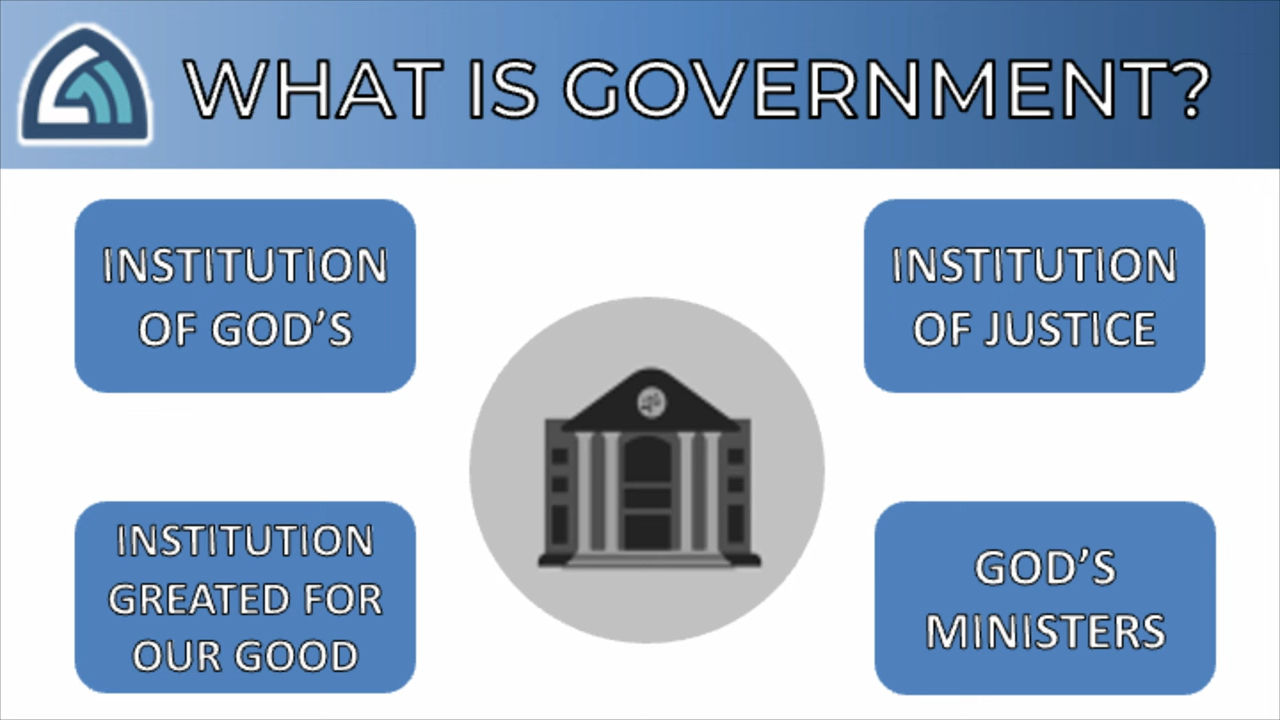 WHAT IS GOVERNMENT?
INSTITUTION
OF GOD’S
INSTITUTION
OF JUSTICE
INSTITUTION
GREATED FOR
OUR GOOD
GOD’S
MINISTERS